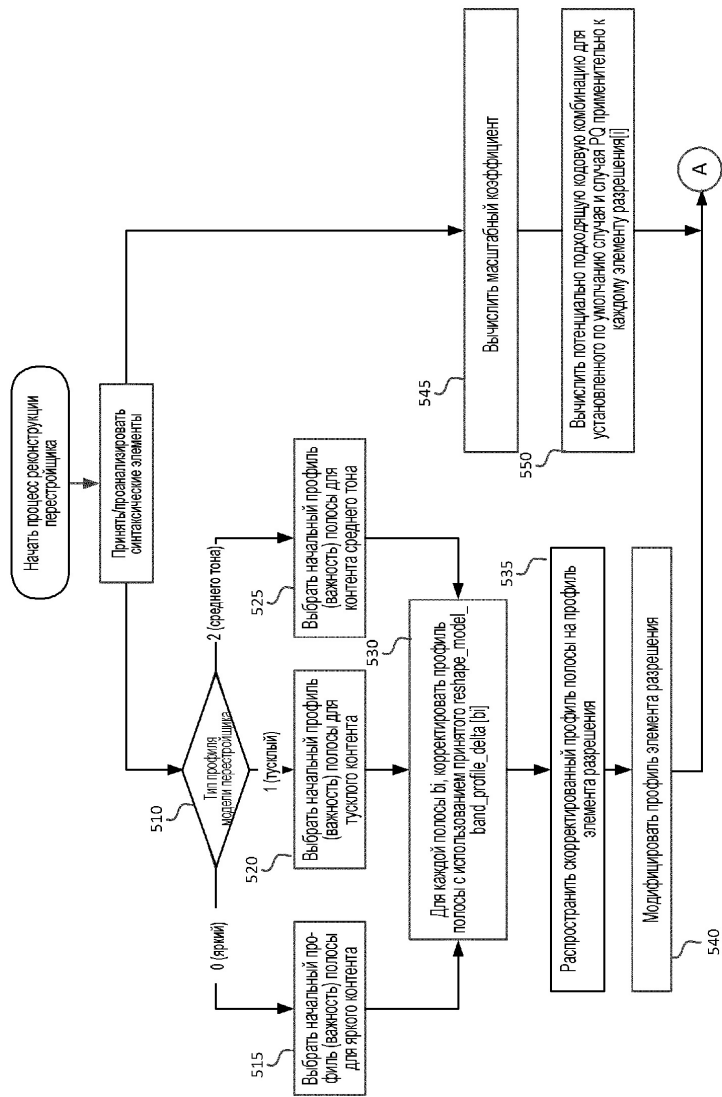 Начать процесс реконструкции
перестройщика
Принять/проанализировать
синтаксические элементы
510
Тип профиля
модели перестройщика
0 (яркий)
1 (тусклый)
2 (среднего тона)
515
Выбрать начальный про-
филь (важность) полосы
для яркого контента
520
Выбрать начальный профиль
(важность) полосы для
тусклого контента
525
Выбрать начальный профиль
(важность) полосы для
контента среднего тона
530
Для каждой полосы bi, корректировать профиль
полосы с использованием принятого reshape_model_
band_profile_delta [bi]
535
Распространить скорректированный профиль полосы на профиль
элемента разрешения
540
Модифицировать профиль элемента разрешения
545
Вычислить масштабный коэффициент
550
Вычислить потенциально подходящую кодовую комбинацию для
установленного по умолчанию случая и случая PQ применительно к
каждому элементу разрешения[i]
A